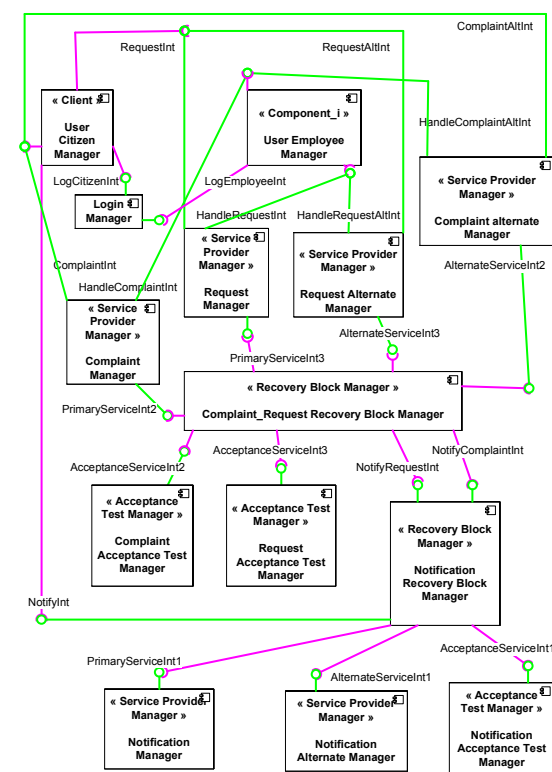 ComplaintAltInt
RequestInt
RequestAltInt
« Client »
User
Citizen
Manager
« Component_i »
User Employee
Manager
HandleComplaintAltInt
« Service Provider
Manager »
Complaint alternate
Manager
LogCitizenInt
LogEmployeeInt
Login
Manager
HandleRequestInt
HandleRequestAltInt
« Service
Provider
Manager »
Request
Manager
« Service Provider
Manager »
Request Alternate
Manager
AlternateServiceInt2
ComplaintInt
HandleComplaintInt
« Service
Provider
Manager »
Complaint
Manager
AlternateServiceInt3
PrimaryServiceInt3
« Recovery Block Manager »
Complaint_Request Recovery Block Manager
PrimaryServiceInt2
AcceptanceServiceInt3
NotifyComplaintInt
AcceptanceServiceInt2
NotifyRequestInt
« Acceptance
Test Manager »
Complaint
Acceptance Test
Manager
« Acceptance Test
Manager »
Request
Acceptance Test
Manager
« Recovery Block
Manager »
Notification
Recovery Block
Manager
NotifyInt
AcceptanceServiceInt1
PrimaryServiceInt1
AlternateServiceInt1
« Service Provider
Manager »
Notification
Manager
« Service Provider
Manager »
Notification
Alternate Manager
« Acceptance
Test Manager »
Notification
Acceptance Test
Manager